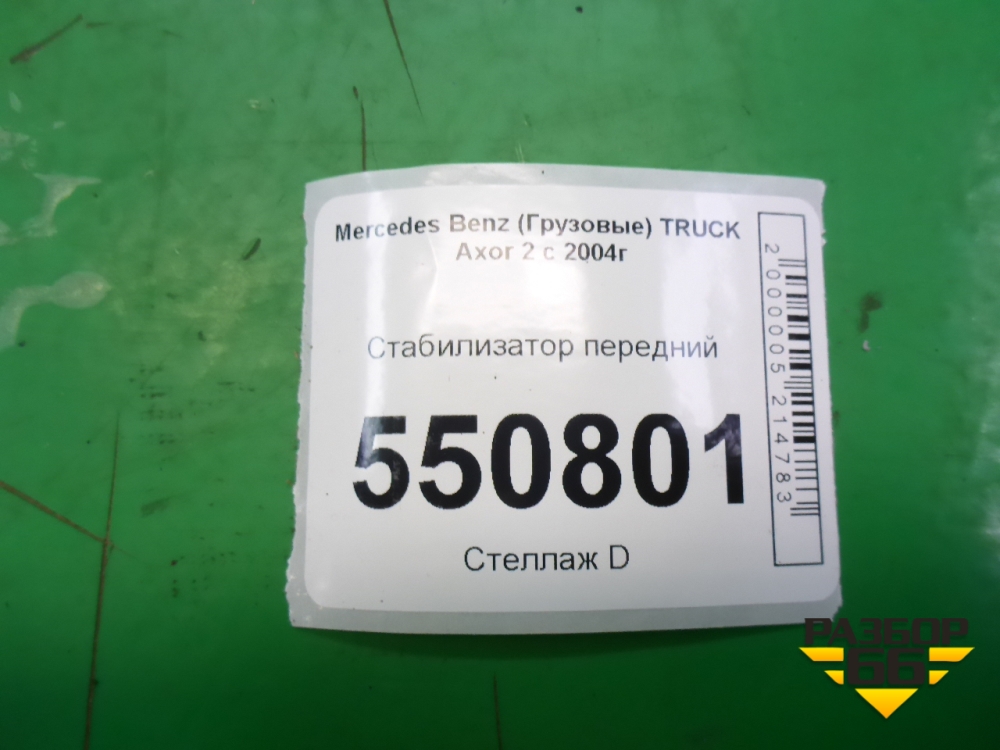 Mercedes Benz (Грузовые) TRUCK
Axor 2 с 2004г
Стабилизатор передний
550801
Стеллаж D
2000005214783
РАЗБОР
66